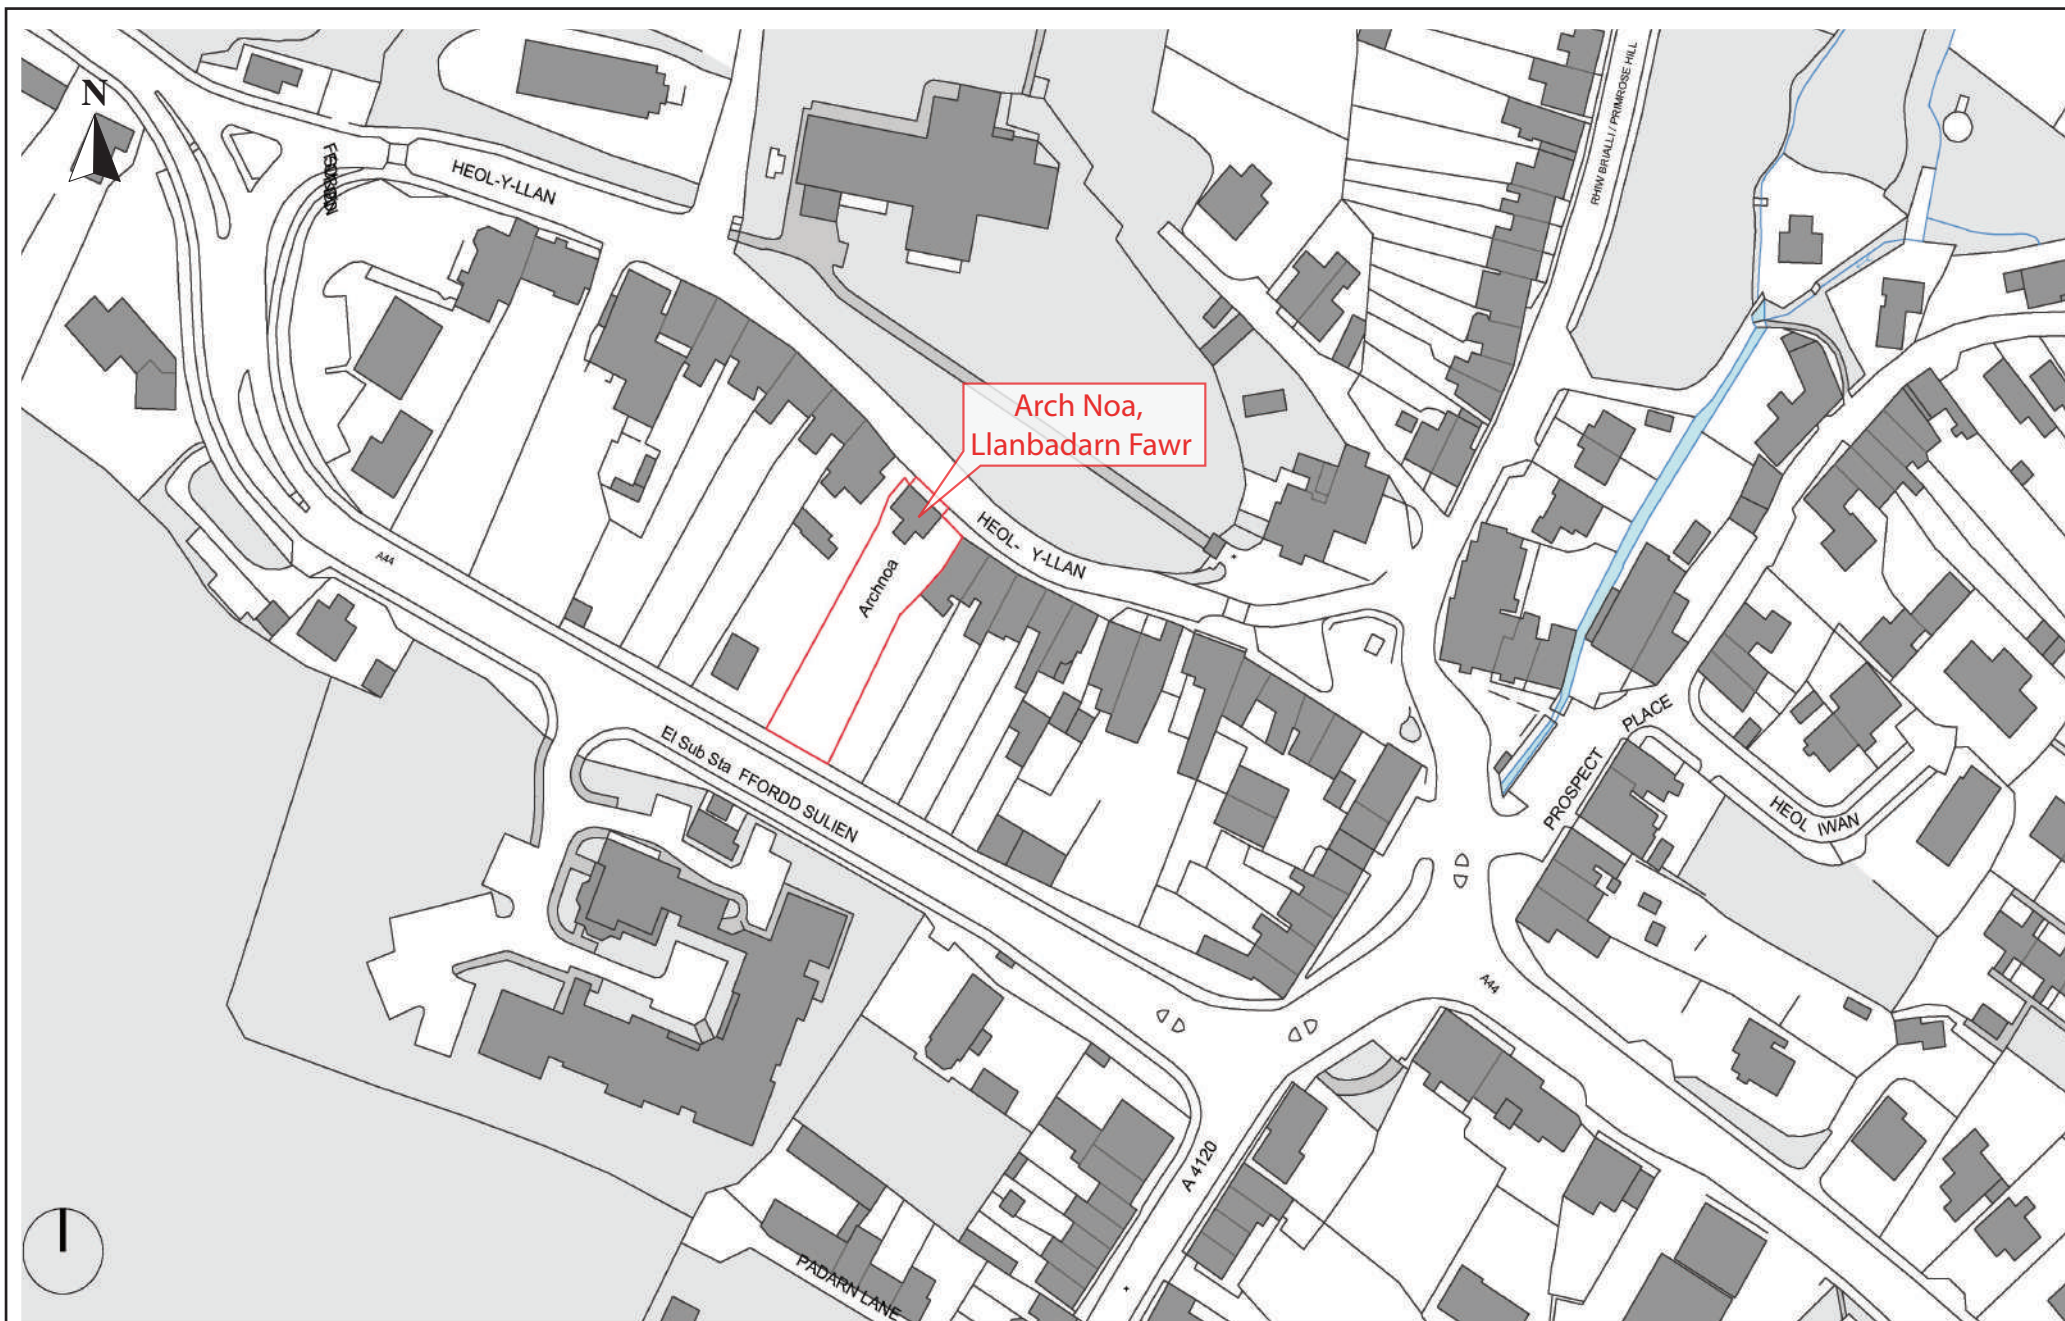 N
HEOL-Y-LLAN
RHIW BRIALLI / PRIMROSE HILL
Arch Noa,
Llanbadarn Fawr
HEOL- Y-LLAN
A44
Archnoa
El Sub Sta FFORDD SULIEN
PROSPECT PLACE
HEOL IWAN
A44
A 4120
PADARN LANE